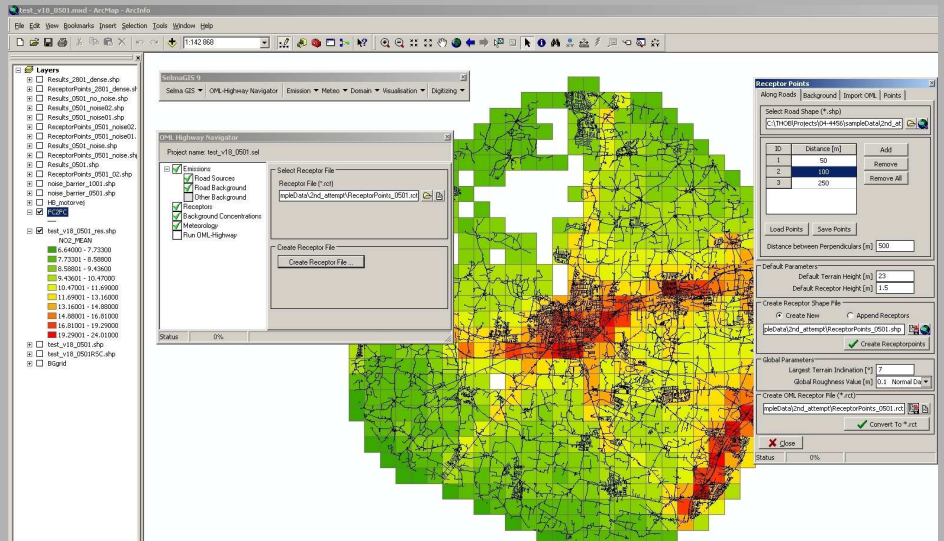 test_v18_0501.mxd - ArcMap - ArcInfo
File Edit View Bookmarks Insert Selection Tools Window Help
1:142 868
Layers
Results_2801_dense.shp
ReceptorPoints_2801_dense.sh
Results_0501_no_noise.shp
Results_0501_noise02.shp
Results_0501_noise01.shp
ReceptorPoints_0501_noise02.
ReceptorPoints_0501_noise01.
Results_0501_noise.shp
ReceptorPoints_0501_noise.shp
Results_0501.shp
ReceptorPoints_0501_02.shp
noise_barrier_1001.shp
noise_barrier_0501.shp
HB_motorvej
FC2FC
test_v18_0501_res.shp
NO2_MEAN
6.64000 - 7.73300
7.73301 - 8.58800
8.58801 - 9.43600
9.43601 - 10.47000
10.47001 - 11.69000
11.69001 - 13.16000
13.16001 - 14.88000
14.88001 - 16.81000
16.81001 - 19.29000
19.29001 - 24.01000
test_v18_0501.shp
test_v18_0501RSC.shp
BGgrid
SelmaGIS 9
Selma GIS OML-Highway Navigator Emission Meteo Domain Visualisation Digitizing
OML Highway Navigator
Project name: test_v18_0501.sel
Emissions
Road Sources
Road Background
Other Background
Receptors
Background Concentrations
Meteorology
Run OML-Highway
Select Receptor File
Receptor File (*.rct)
mpleData\2nd_attempt\ReceptorPoints_0501.rct
Create Receptor File
Create Receptor File ...
Status 0%
Receptor Points
Along Roads Background Import OML Points
Select Road Shape (*.shp)
C:\THOB\Projects\04-4456\sampleData\2nd_at
ID Distance [m]
1 50
2 100
3 250
Add
Remove
Remove All
Load Points Save Points
Distance between Perpendiculars [m] 500
Default Parameters
Default Terrain Height [m] 23
Default Receptor Height [m] 1.5
Create Receptor Shape File
Create New Append Receptors
pleData\2nd_attempt\ReceptorPoints_0501.shp
Create Receptorpoints
Global Parameters
Largest Terrain Indination [°] 7
Global Roughness Value [m] 0.1 Normal Da
Create OML Receptor File (*.rct)
mpleData\2nd_attempt\ReceptorPoints_0501.rct
Convert To *.rct
Close
Status 0%